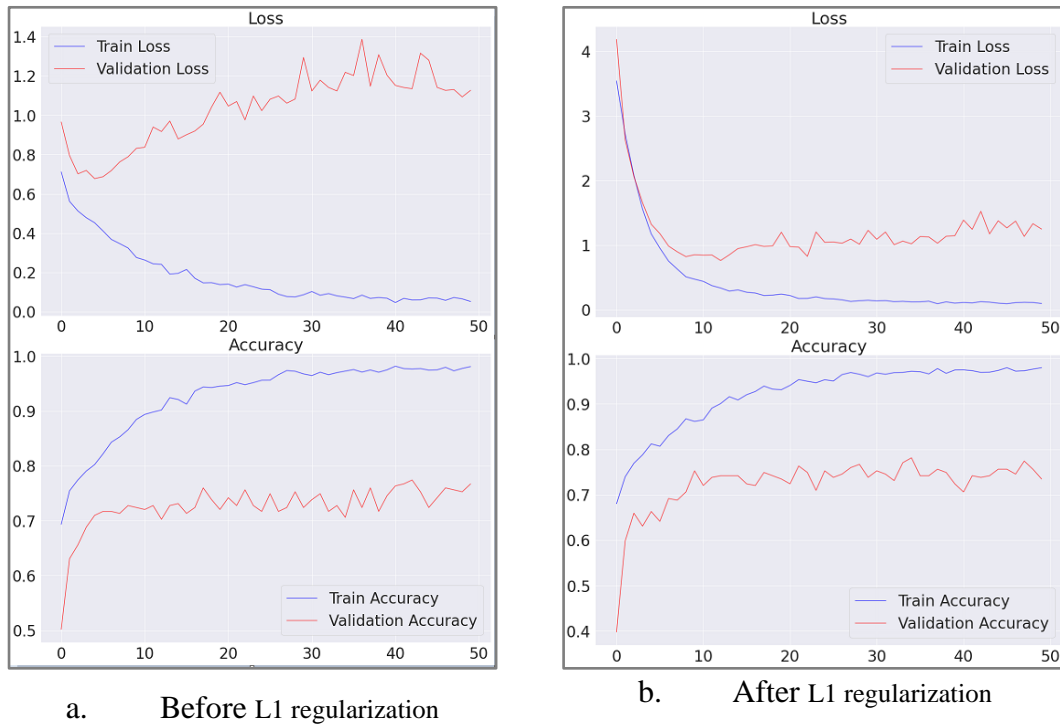 Loss
1.4
1.2
1.0
0.8
0.6
0.4
0.2
0.0
Train Loss
Validation Loss
0 10 20 30 40 50
Accuracy
1.0
0.9
0.8
0.7
0.6
0.5
Train Accuracy
Validation Accuracy
0 10 20 30 40 50
a. Before L1 regularization
Loss
4
3
2
1
0
Train Loss
Validation Loss
0 10 20 30 40 50
Accuracy
1.0
0.9
0.8
0.7
0.6
0.5
0.4
Train Accuracy
Validation Accuracy
0 10 20 30 40 50
b. After L1 regularization